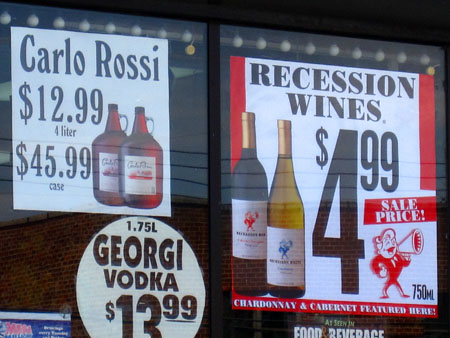 Carlo Rossi
$12.99
4 liter
$45.99
case
1.75L
GEORGI
VODKA
$13.99
RECESSION
WINES
$4.99
SALE
PRICE!
750ML
CHARDONNAY & CABERNET FEATURED HERE!
AS SEEN IN
FOOD & BEVERAGE